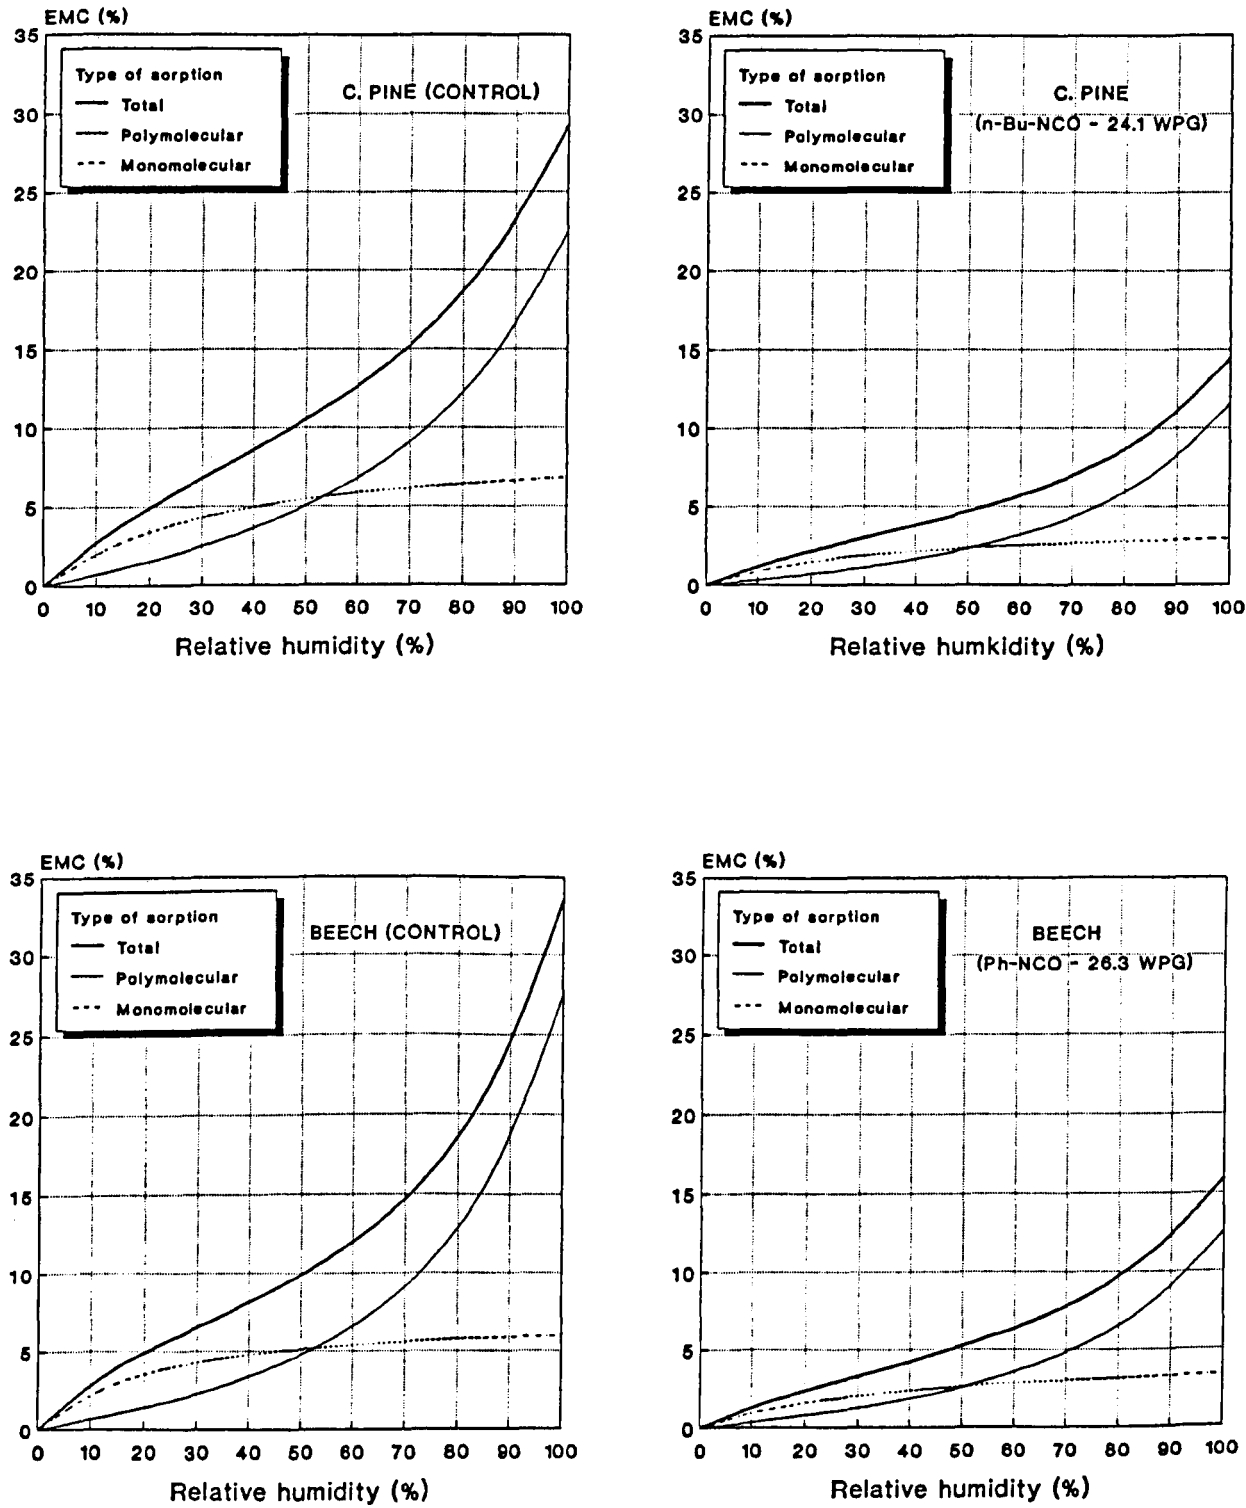 EMC (%)
35
30
25
20
15
10
5
0
Type of sorption
Total
Polymolecular
Monomolecular
C. PINE (CONTROL)
0 10 20 30 40 50 60 70 80 90 100
Relative humidity (%)
EMC (%)
35
30
25
20
15
10
5
0
Type of sorption
Total
Polymolecular
Monomolecular
C. PINE
(n-Bu-NCO - 24.1 WPG)
0 10 20 30 40 50 60 70 80 90 100
Relative humkidity (%)
EMC (%)
35
30
25
20
15
10
5
0
Type of sorption
Total
Polymolecular
Monomolecular
BEECH (CONTROL)
0 10 20 30 40 50 60 70 80 90 100
Relative humidity (%)
EMC (%)
35
30
25
20
15
10
5
0
Type of sorption
Total
Polymolecular
Monomolecular
BEECH
(Ph-NCO - 26.3 WPG)
0 10 20 30 40 50 60 70 80 90 100
Relative humidity (%)